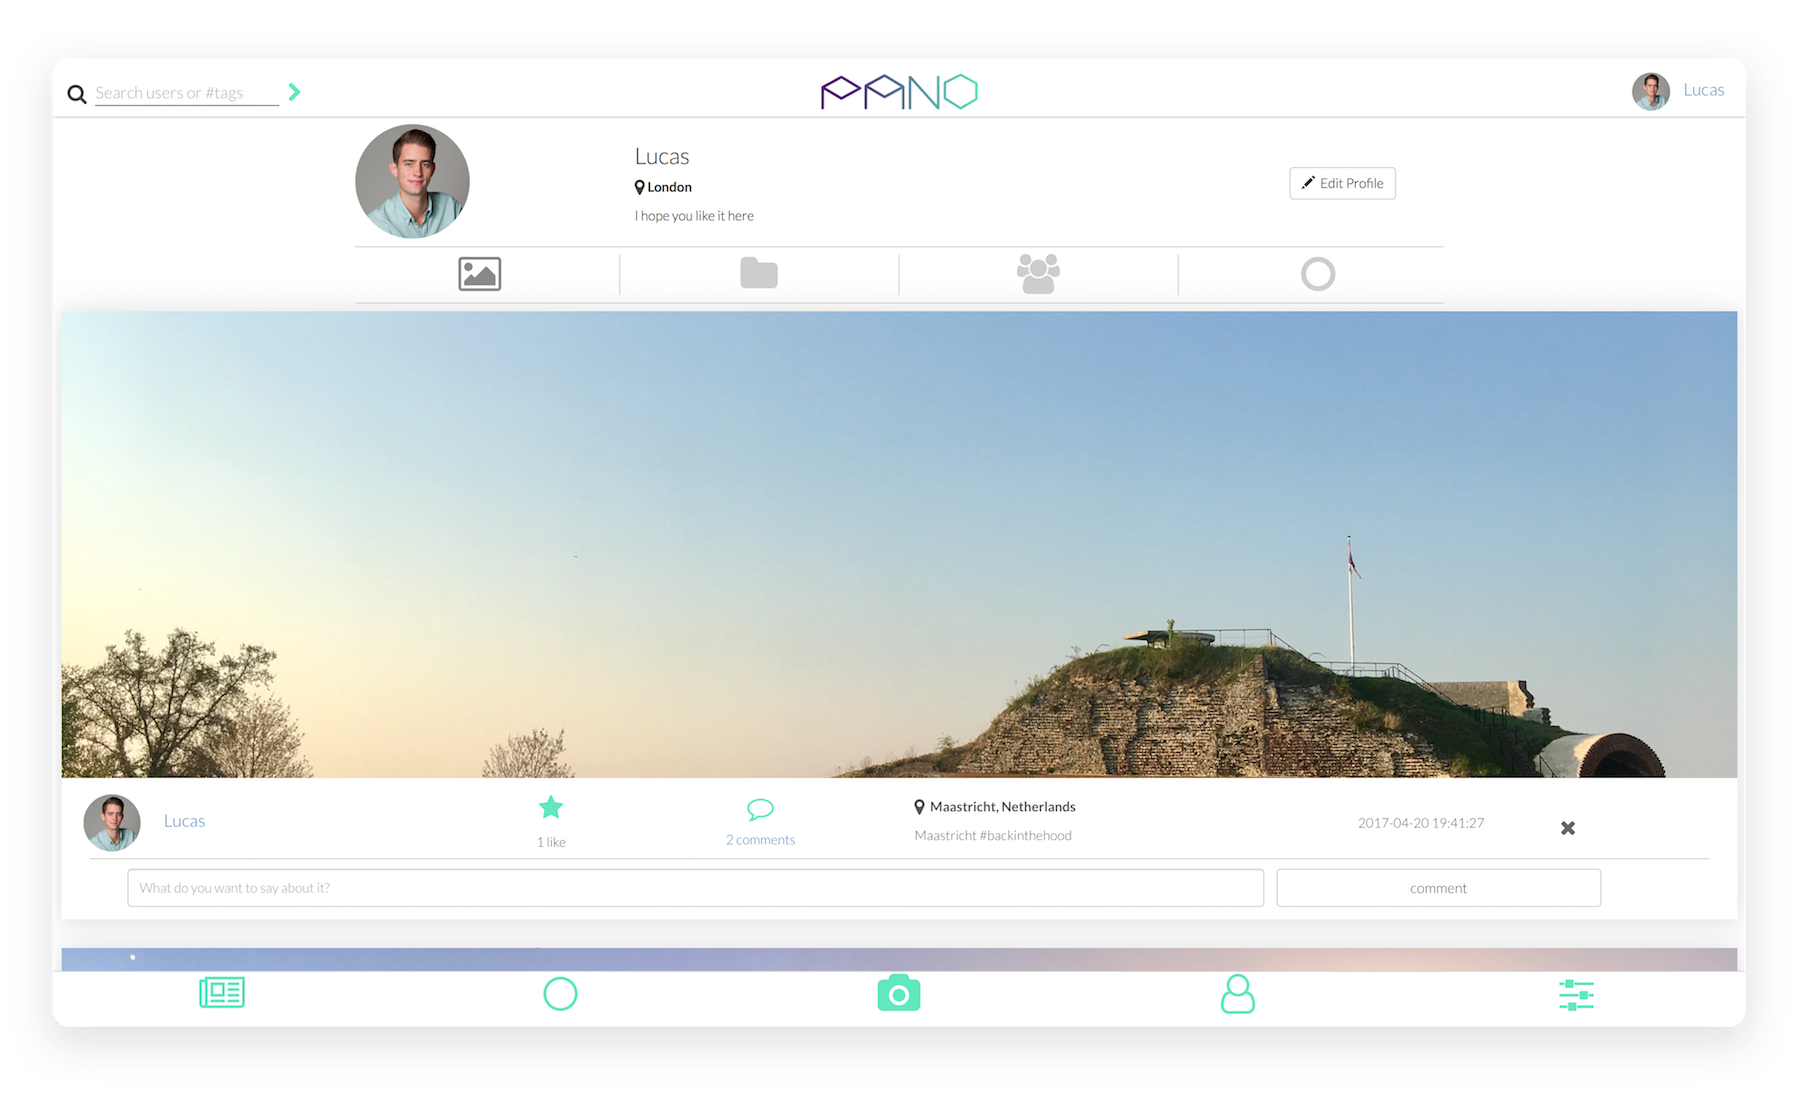 Search users or #tags
PANO
Lucas
Lucas
London
I hope you like it here
Edit Profile
Lucas
1 like
2 comments
Maastricht, Netherlands
Maastricht #backinthehood
2017-04-20 19:41:27
What do you want to say about it?
comment